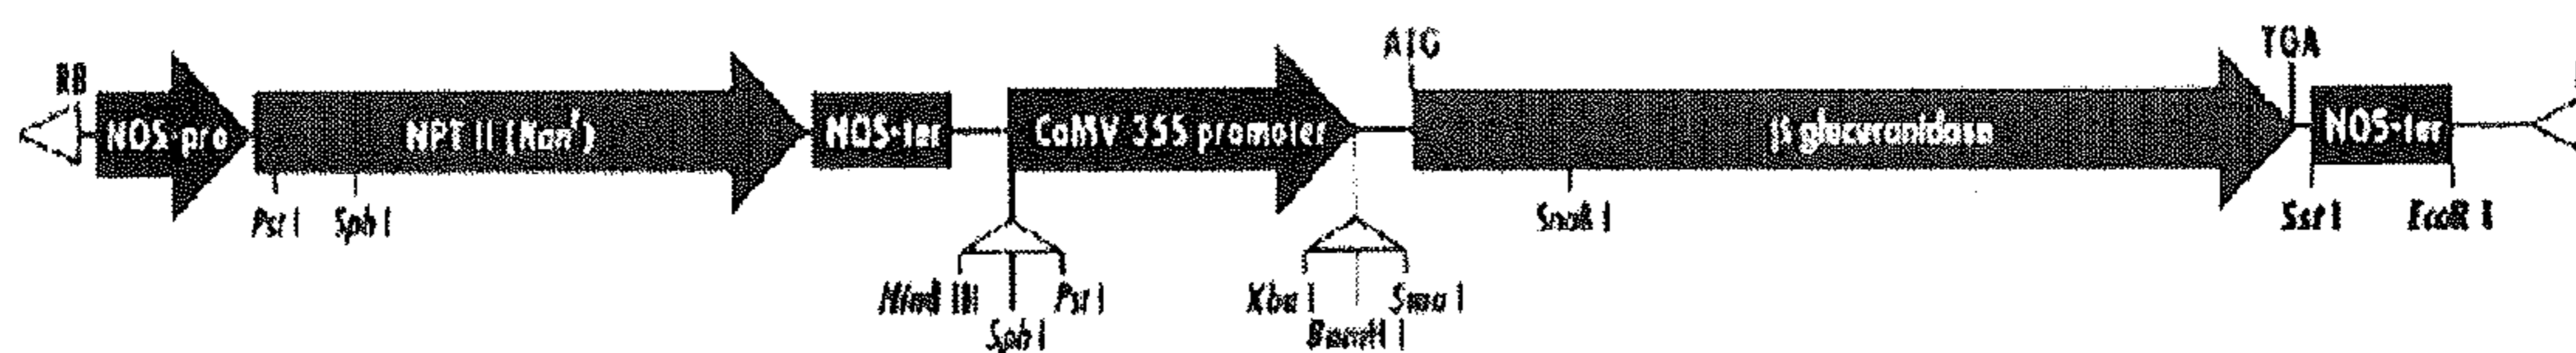 RB
ATG
TGA
NOS-pro
NPT II (Kanʳ)
NOS-ter
CaMV 35S promoter
β glucuronidase
NOS-ter
Pst I
Sph I
SnaB I
Sst I
EcoR I
Hind III
Sph I
Pst I
Xba I
BamH I
Sma I